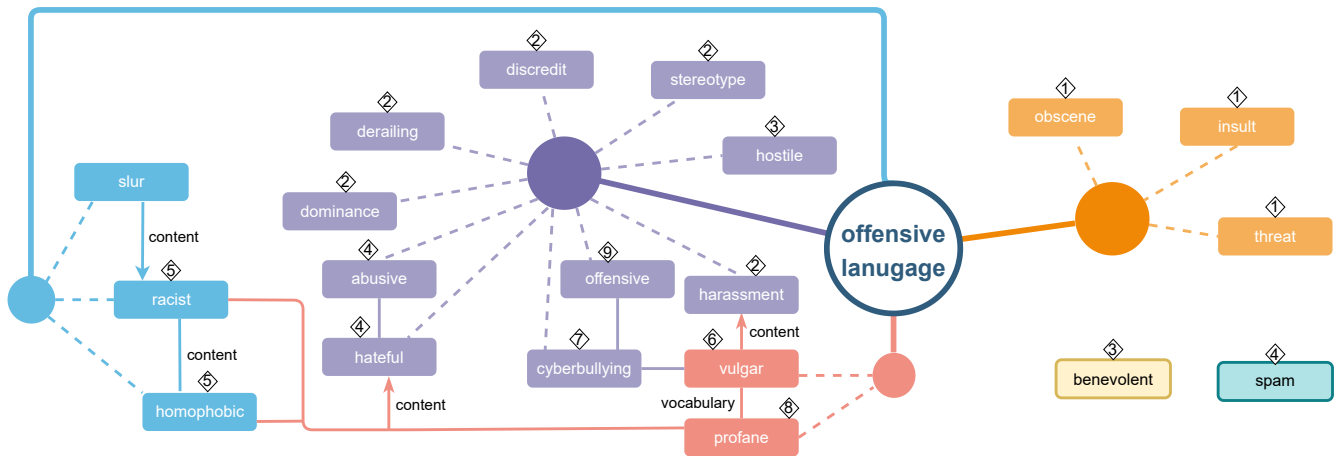 2
discredit
2
stereotype
2
derailing
3
hostile
1
obscene
1
insult
slur
2
dominance
offensive
lanugage
1
threat
content
4
abusive
9
offensive
2
harassment
5
racist
4
hateful
7
cyberbullying
6
vulgar
content
content
3
benevolent
4
spam
5
homophobic
content
vocabulary
8
profane